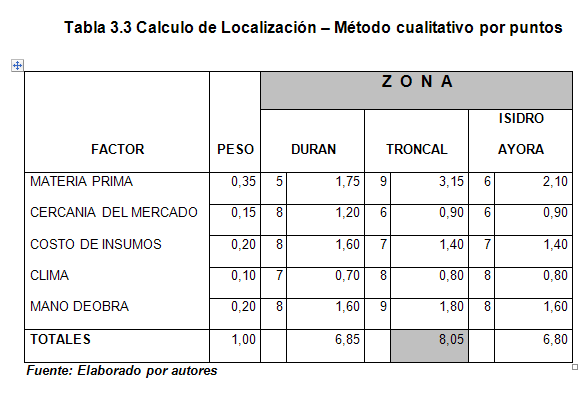 Tabla 3.3 Calculo de Localización – Método cualitativo por puntos
Z O N A
ISIDRO
FACTOR PESO DURAN TRONCAL AYORA
MATERIA PRIMA 0,35 5 1,75 9 3,15 6 2,10
CERCANIA DEL MERCADO 0,15 8 1,20 6 0,90 6 0,90
COSTO DE INSUMOS 0,20 8 1,60 7 1,40 7 1,40
CLIMA 0,10 7 0,70 8 0,80 8 0,80
MANO DEOBRA 0,20 8 1,60 9 1,80 8 1,60
TOTALES 1,00 6,85 8,05 6,80
Fuente: Elaborado por autores